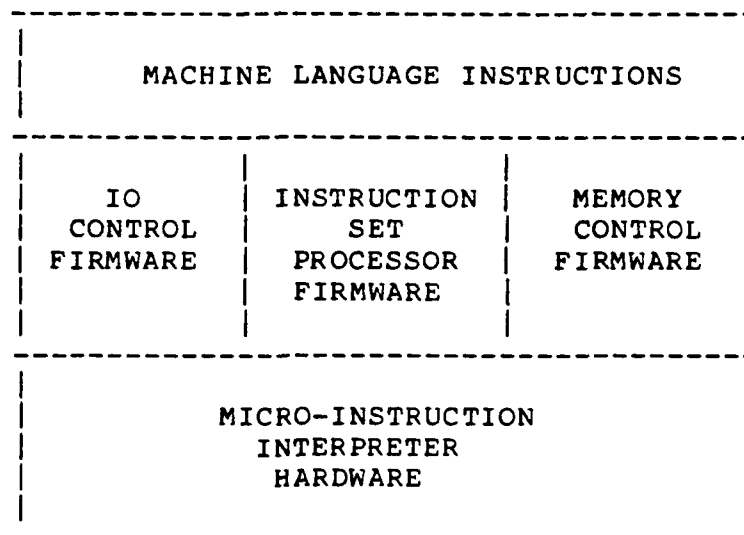 MACHINE LANGUAGE INSTRUCTIONS
IO
CONTROL
FIRMWARE
INSTRUCTION
SET
PROCESSOR
FIRMWARE
MEMORY
CONTROL
FIRMWARE
MICRO-INSTRUCTION
INTERPRETER
HARDWARE